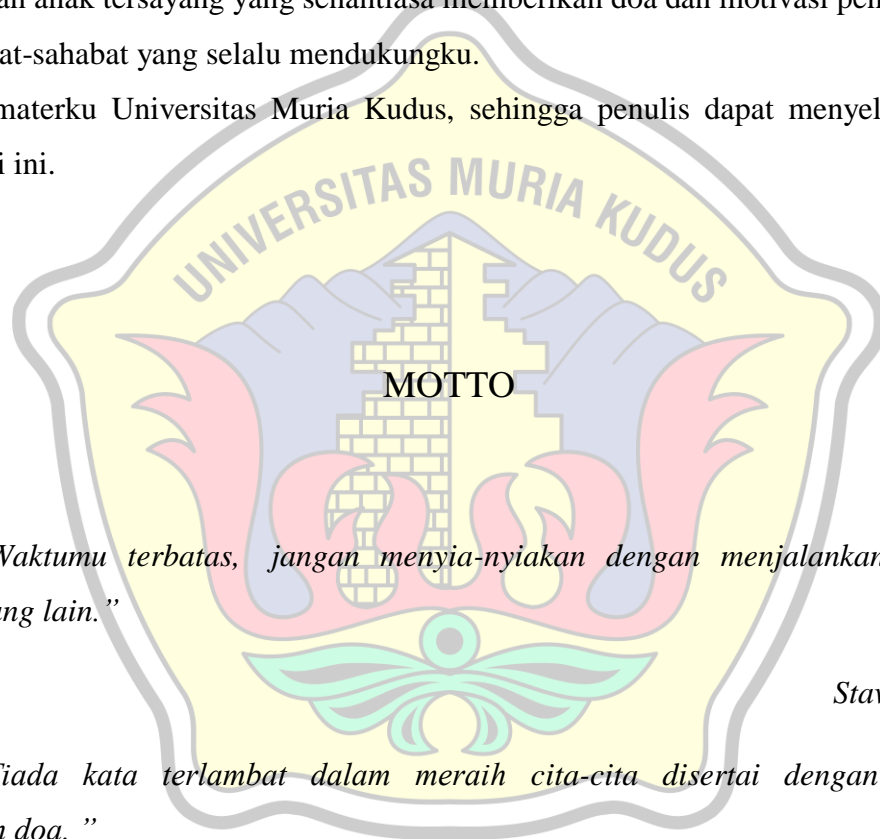 an anak tersayang yang senantiasa memberikan doa dan motivasi pen
at-sahabat yang selalu mendukungku.
materku Universitas Muria Kudus, sehingga penulis dapat menyel
i ini.
UNIVERSITAS MURIA KUDUS
MOTTO
Waktumu terbatas, jangan menyia-nyiakan dengan menjalankan
ang lain.”
Stav
Tiada kata terlambat dalam meraih cita-cita disertai dengan
n doa, ”